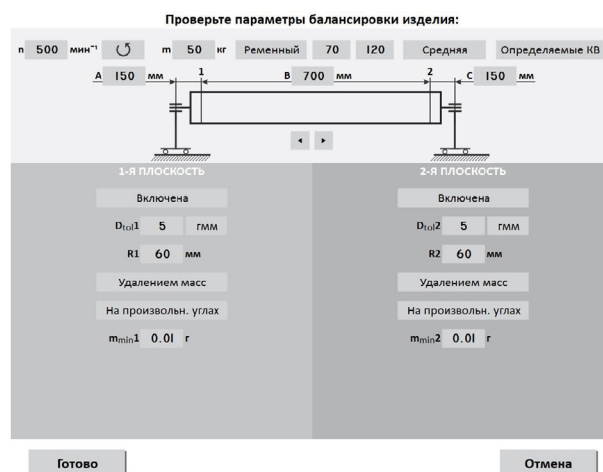 Проверьте параметры балансировки изделия:
n 500 мин⁻¹ m 50 кг Ременный 70 120 Средняя Определяемые КВ
A 150 мм 1 B 700 мм 2 C 150 мм
1-Я ПЛОСКОСТЬ 2-Я ПЛОСКОСТЬ
Включена Включена
Dtol1 5 гмм Dtol2 5 гмм
R1 60 мм R2 60 мм
Удалением масс Удалением масс
На произвольн. углах На произвольн. углах
mmin1 0.01 г mmin2 0.01 г
Готово Отмена